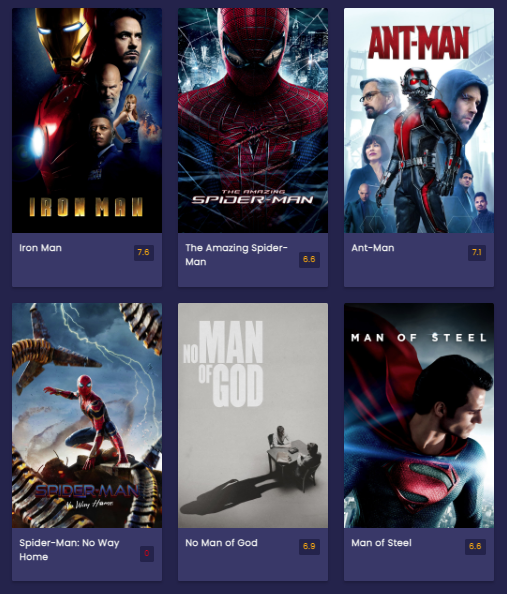 IRON MAN
THE AMAZING
SPIDER-MAN
ANT-MAN
Iron Man
7.6
The Amazing Spider-
Man
6.6
Ant-Man
7.1
SPIDER-MAN
No Way Home
NO MAN
OF
GOD
MAN OF STEEL
Spider-Man: No Way
Home
0
No Man of God
6.9
Man of Steel
6.6